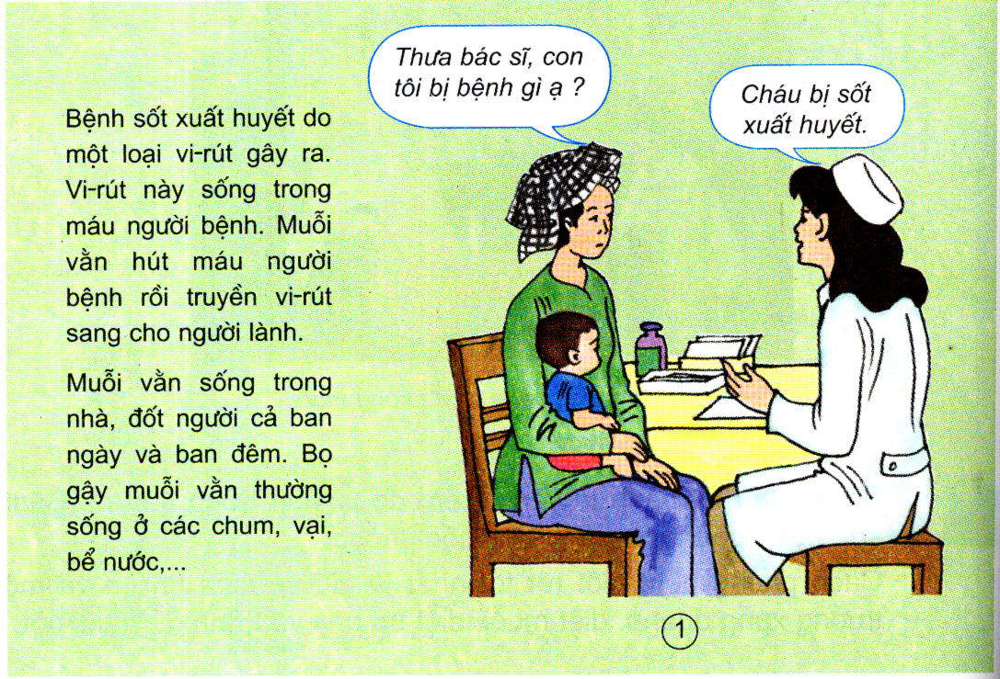 Thưa bác sĩ, con
tôi bị bệnh gì ạ ?
Cháu bị sốt
xuất huyết.
Bệnh sốt xuất huyết do
một loại vi-rút gây ra.
Vi-rút này sống trong
máu người bệnh. Muỗi
vằn hút máu người
bệnh rồi truyền vi-rút
sang cho người lành.
Muỗi vằn sống trong
nhà, đốt người cả ban
ngày và ban đêm. Bọ
gậy muỗi vằn thường
sống ở các chum, vại,
bể nước,...
1